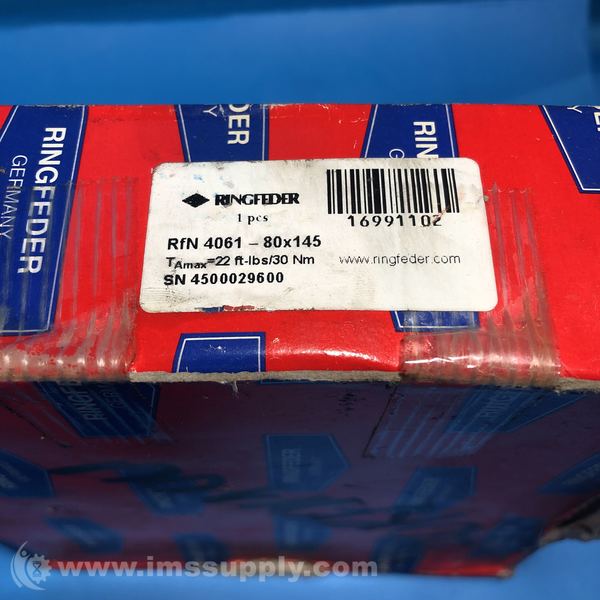 RINGFEDER
GERMANY
RINGFEDER
1 pcs
16991102
RfN 4061 – 80x145
TAmax=22 ft-lbs/30 Nm
www.ringfeder.com
SN 4500029600
RINGFEDER
www.imssupply.com